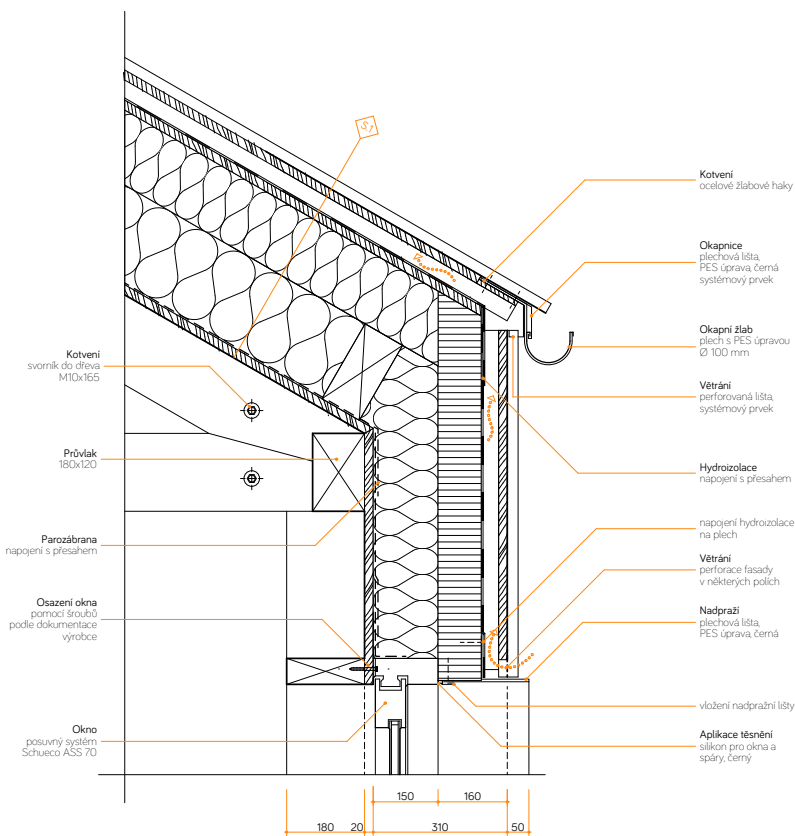 S1
Kotvení
ocelové žlabové haky
Okapnice
plechová lišta,
PES úprava, černá
systémový prvek
Okapní žlab
plech s PES úpravou
Ø 100 mm
Větrání
perforovaná lišta,
systémový prvek
Hydroizolace
napojení s přesahem
napojení hydroizolace
na plech
Větrání
perforace fasady
v některých polích
Nadpraží
plechová lišta,
PES úprava, černá
vložení nadpražní lišty
Aplikace těsnění
silikon pro okna a
spáry, černý
Kotvení
svorník do dřeva
M10x165
Průvlak
180x120
Parozábrana
napojení s přesahem
Osazení okna
pomocí šroubů
podle dokumentace
výrobce
Okno
posuvný systém
Schueco ASS 70
150 160
180 20 310 50